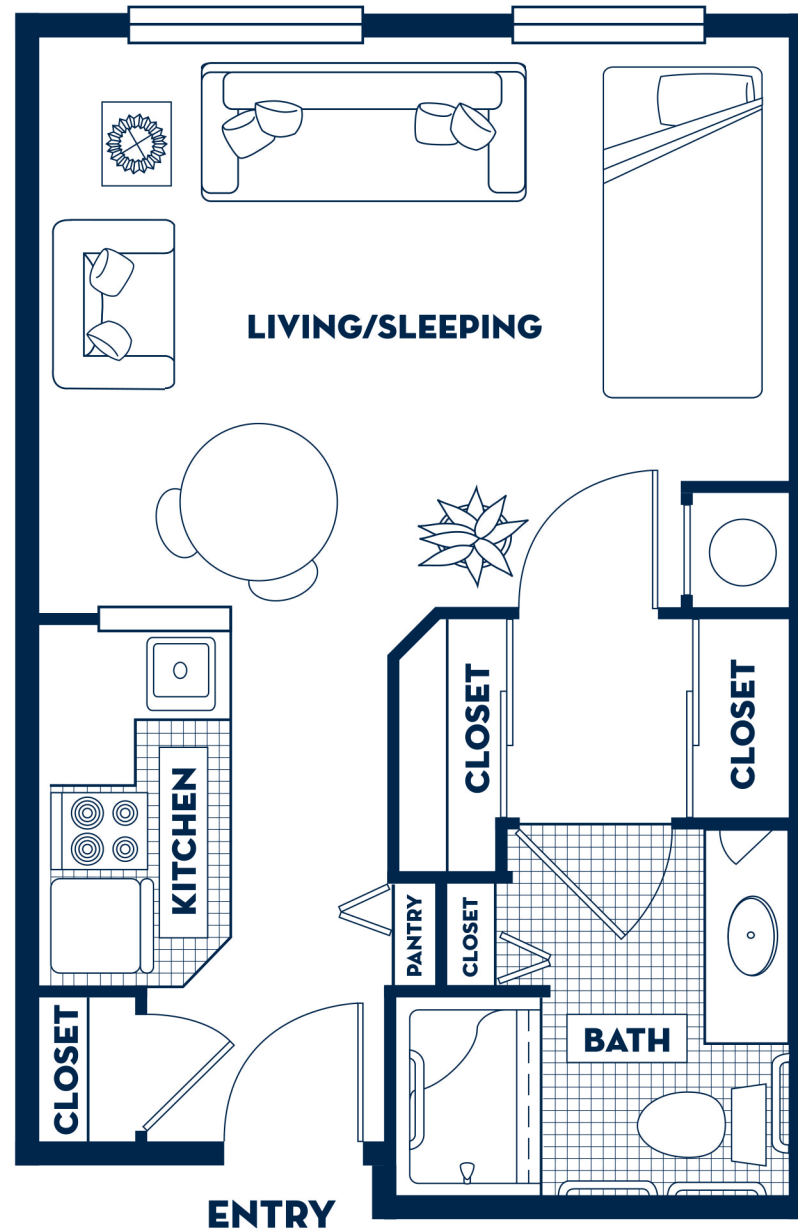 LIVING/SLEEPING
CLOSET
CLOSET
KITCHEN
PANTRY
CLOSET
CLOSET
BATH
ENTRY